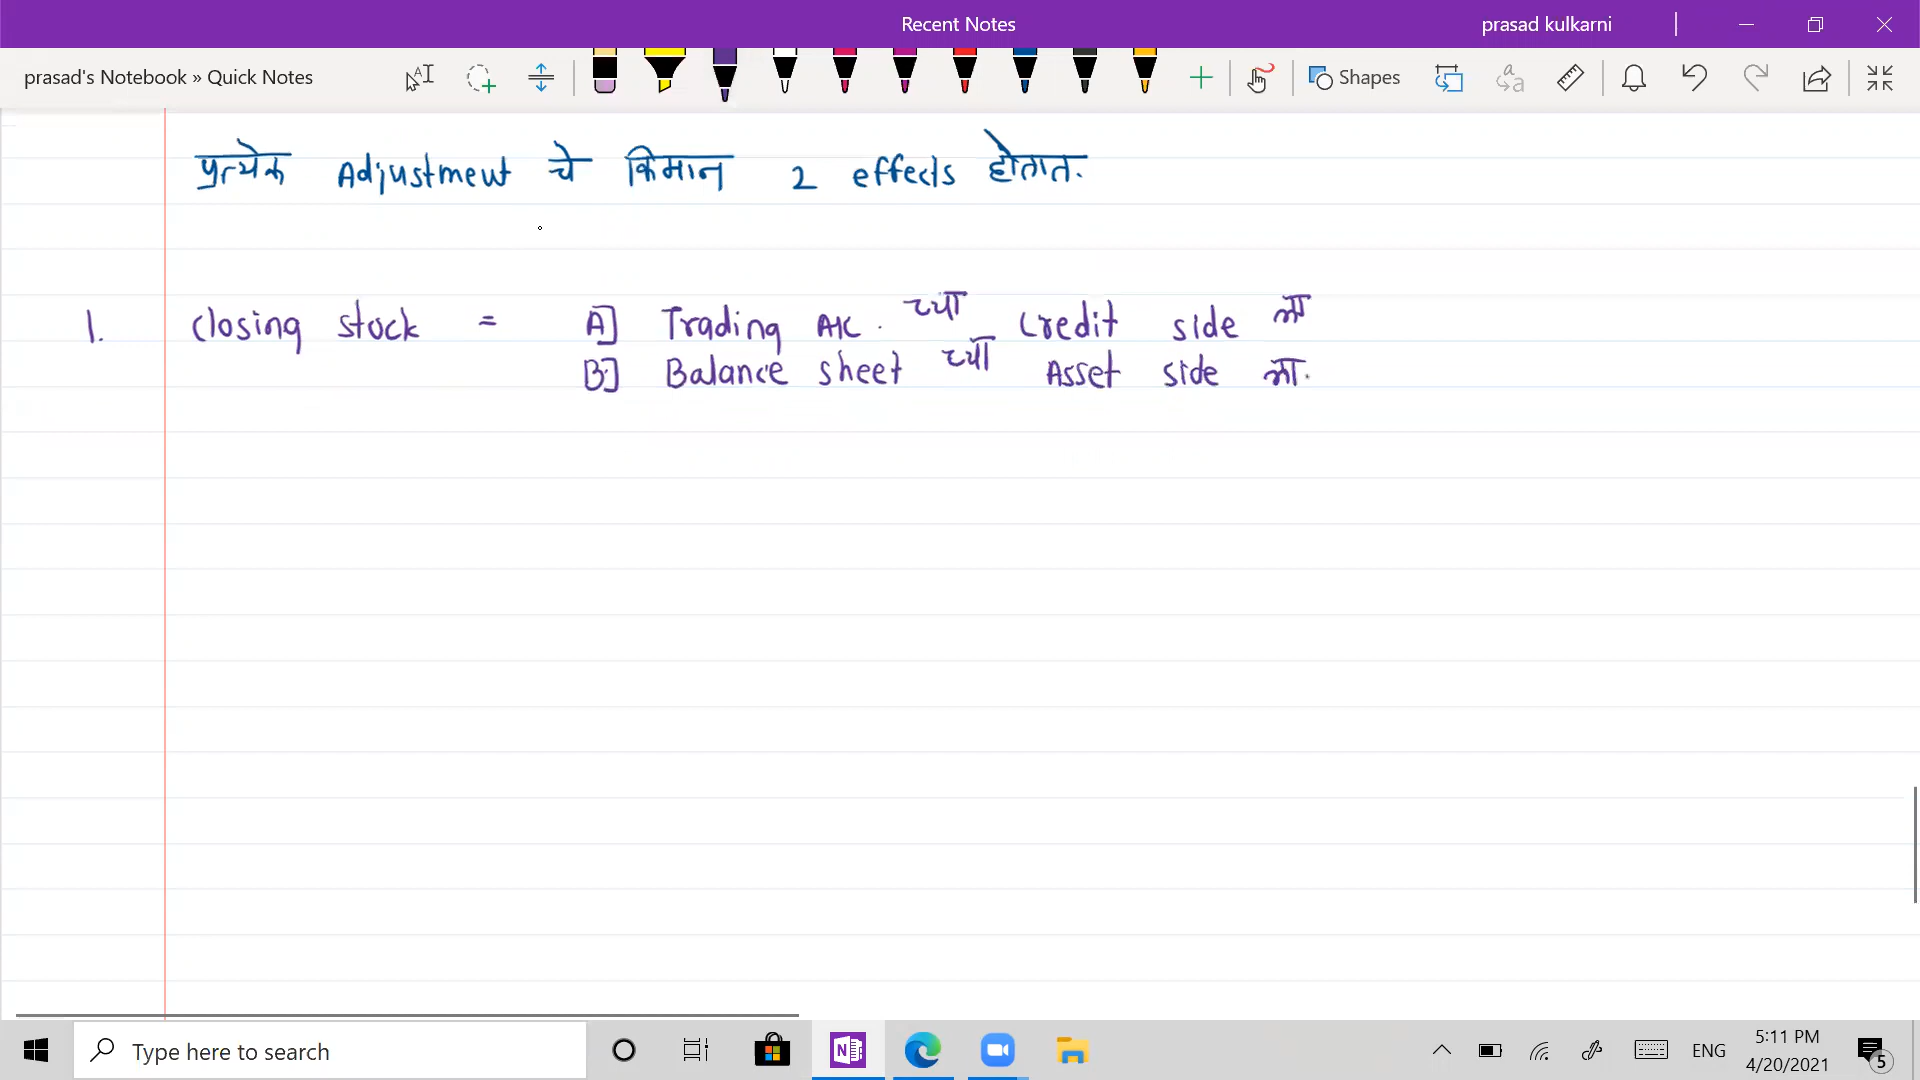 Recent Notes
prasad kulkarni
prasad's Notebook » Quick Notes
Shapes
प्रत्येक Adjustment चे किमान 2 effects होतात.
1. Closing stock = A] Trading A/C. च्या Credit side ला
B] Balance sheet च्या Asset side ला.
Type here to search
ENG
5:11 PM
4/20/2021
5